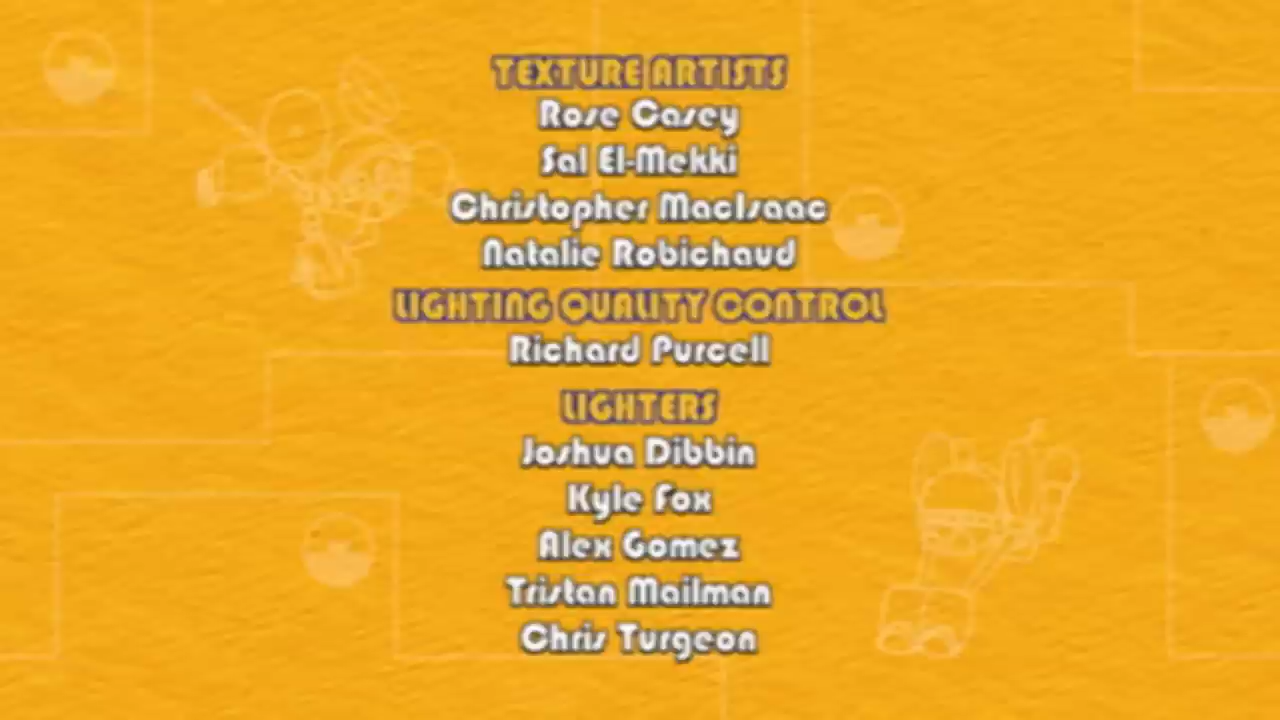 TEXTURE ARTISTS
Rose Casey
Sal El-Mekki
Christopher MacIsaac
Natalie Robichaud
LIGHTING QUALITY CONTROL
Richard Purcell
LIGHTERS
Joshua Dibbin
Kyle Fox
Alex Gomez
Tristan Mailman
Chris Turgeon